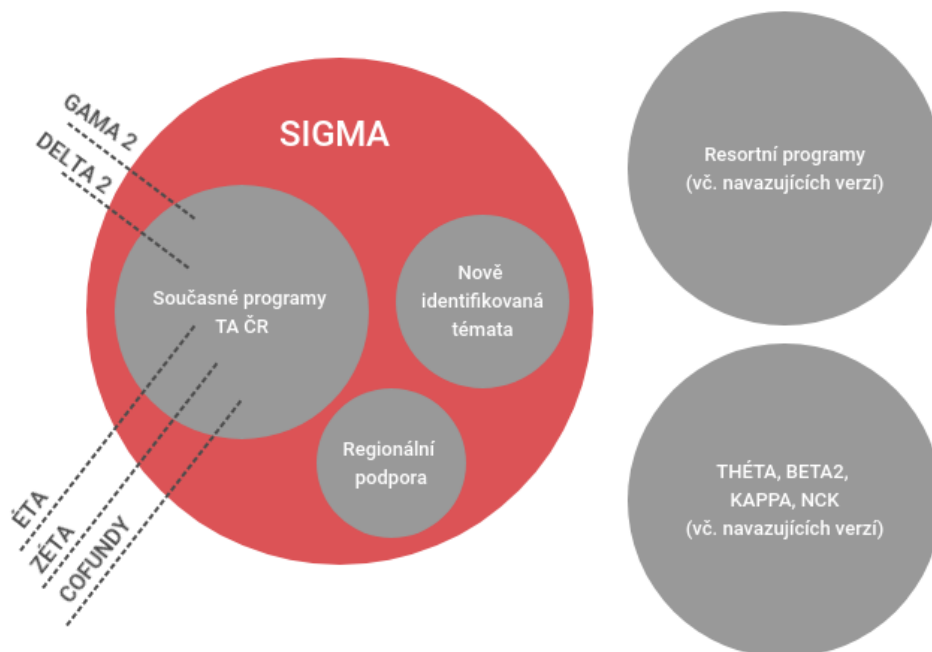 GAMA 2
DELTA 2
SIGMA
Současné programy
TA ČR
Nově
identifikovaná
témata
Regionální
podpora
ÉTA
ZÉTA
COFUNDY
Resortní programy
(vč. navazujících verzí)
THÉTA, BETA2,
KAPPA, NCK
(vč. navazujících verzí)